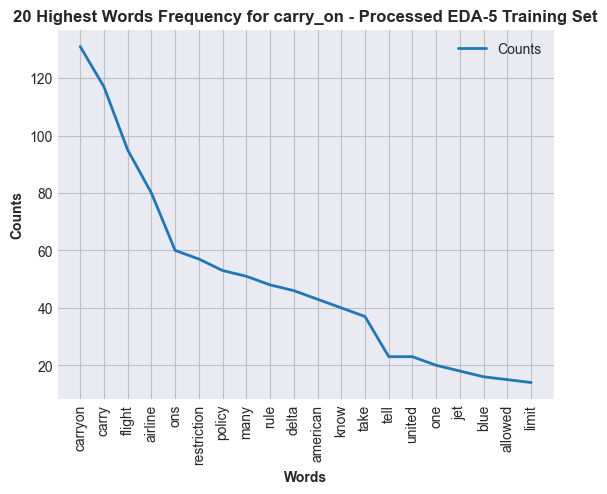 20 Highest Words Frequency for carry_on - Processed EDA-5 Training Set
Counts
120
100
80
60
40
20
Counts
carryon
carry
flight
airline
ons
restriction
policy
many
rule
delta
american
know
take
tell
united
one
jet
blue
allowed
limit
Words